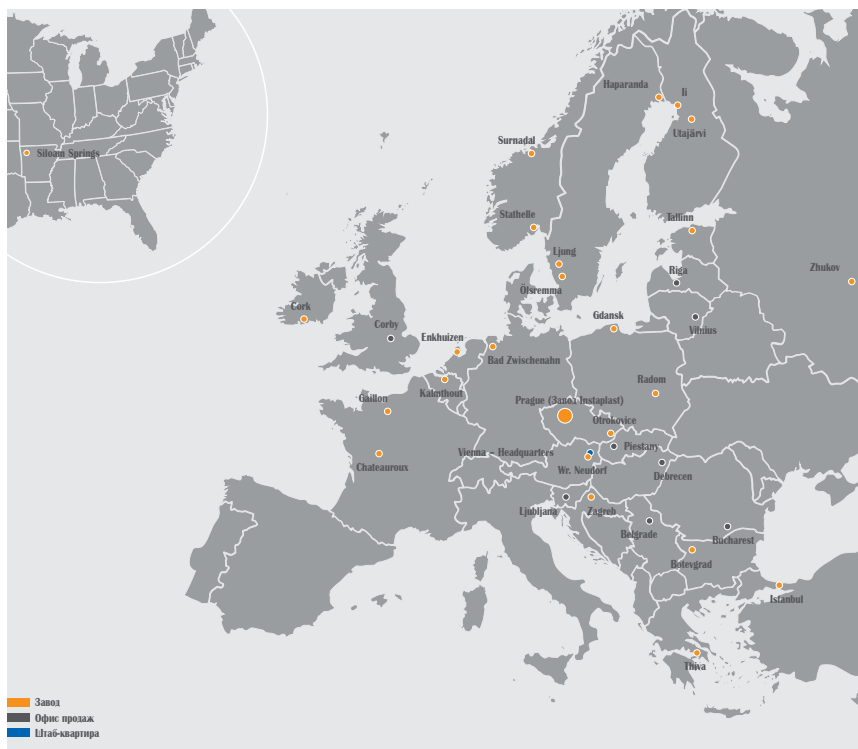 Haparanda
Ii
Utajärvi
Siloam Springs
Surnadal
Stathelle
Tallinn
Ljung
Zhukov
Riga
Ölsremma
Cork
Gdansk
Corby
Vilnius
Enkhuizen
Bad Zwischenahn
Radom
Kalmthout
Gaillon
Prague (Завод Instaplast)
Otrokovice
Piestany
Vienna – Headquarters
Chateauroux
Wr. Neudorf
Debrecen
Ljubljana
Zagreb
Belgrade
Bucharest
Botevgrad
Istanbul
Thiva
Завод
Офис продаж
Штаб-квартира